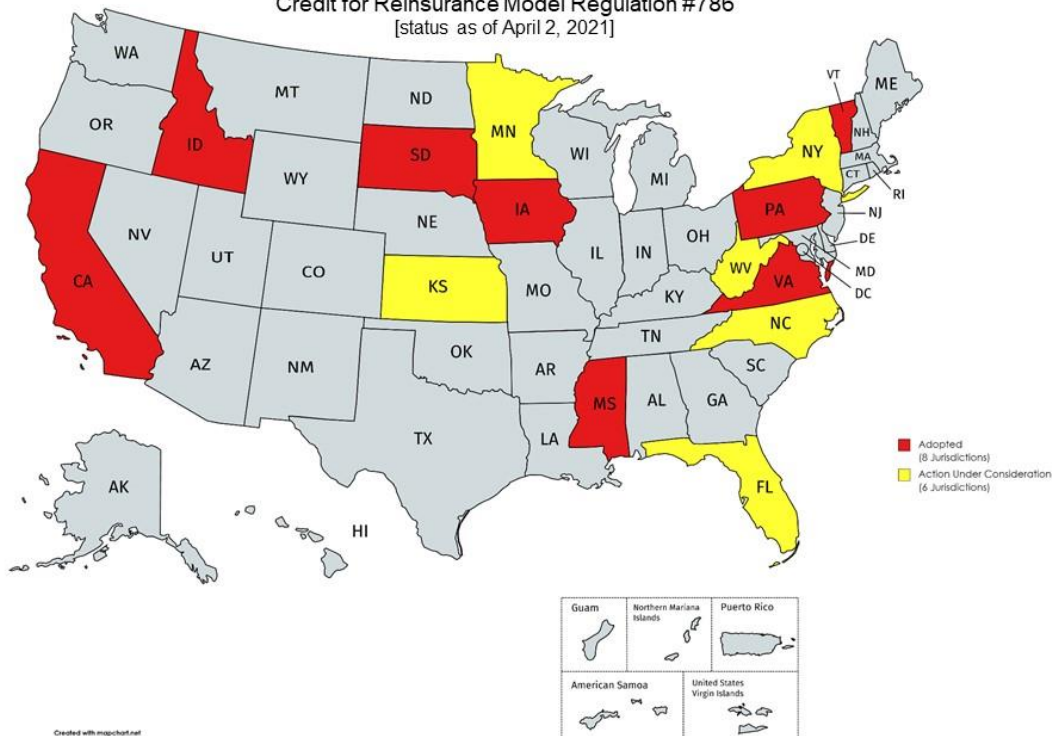 Credit for Reinsurance Model Regulation #786
[status as of April 2, 2021]
WA
MT
ND
MN
VT
ME
OR
ID
SD
WI
NY
NH
MA
CT
RI
WY
MI
IA
PA
NJ
NE
NV
IL
IN
OH
DE
UT
CO
WV
MD
CA
KS
MO
VA
DC
KY
NC
TN
AZ
NM
OK
AR
SC
MS
AL
GA
TX
LA
Adopted
(8 Jurisdictions)
Action Under Consideration
(6 Jurisdictions)
AK
FL
HI
Guam
Northern Mariana
Islands
Puerto Rico
American Samoa
United States
Virgin Islands
Created with mapchart.net